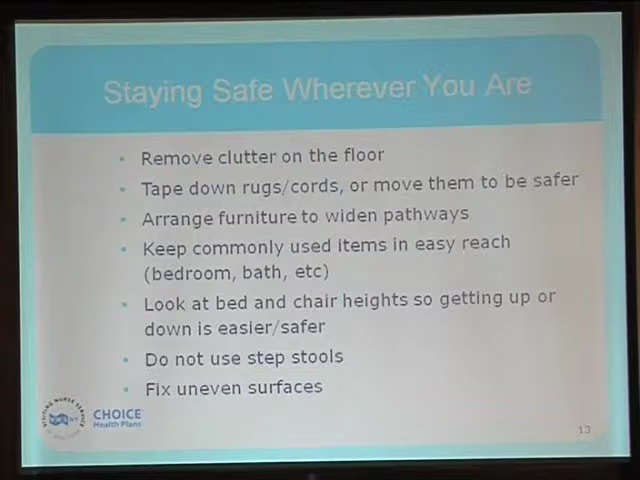 Staying Safe Wherever You Are
Remove clutter on the floor
Tape down rugs/cords, or move them to be safer
Arrange furniture to widen pathways
Keep commonly used items in easy reach
(bedroom, bath, etc)
Look at bed and chair heights so getting up or
down is easier/safer
Do not use step stools
Fix uneven surfaces
VISITING NURSE SERVICE
CHOICE
Health Plans
13